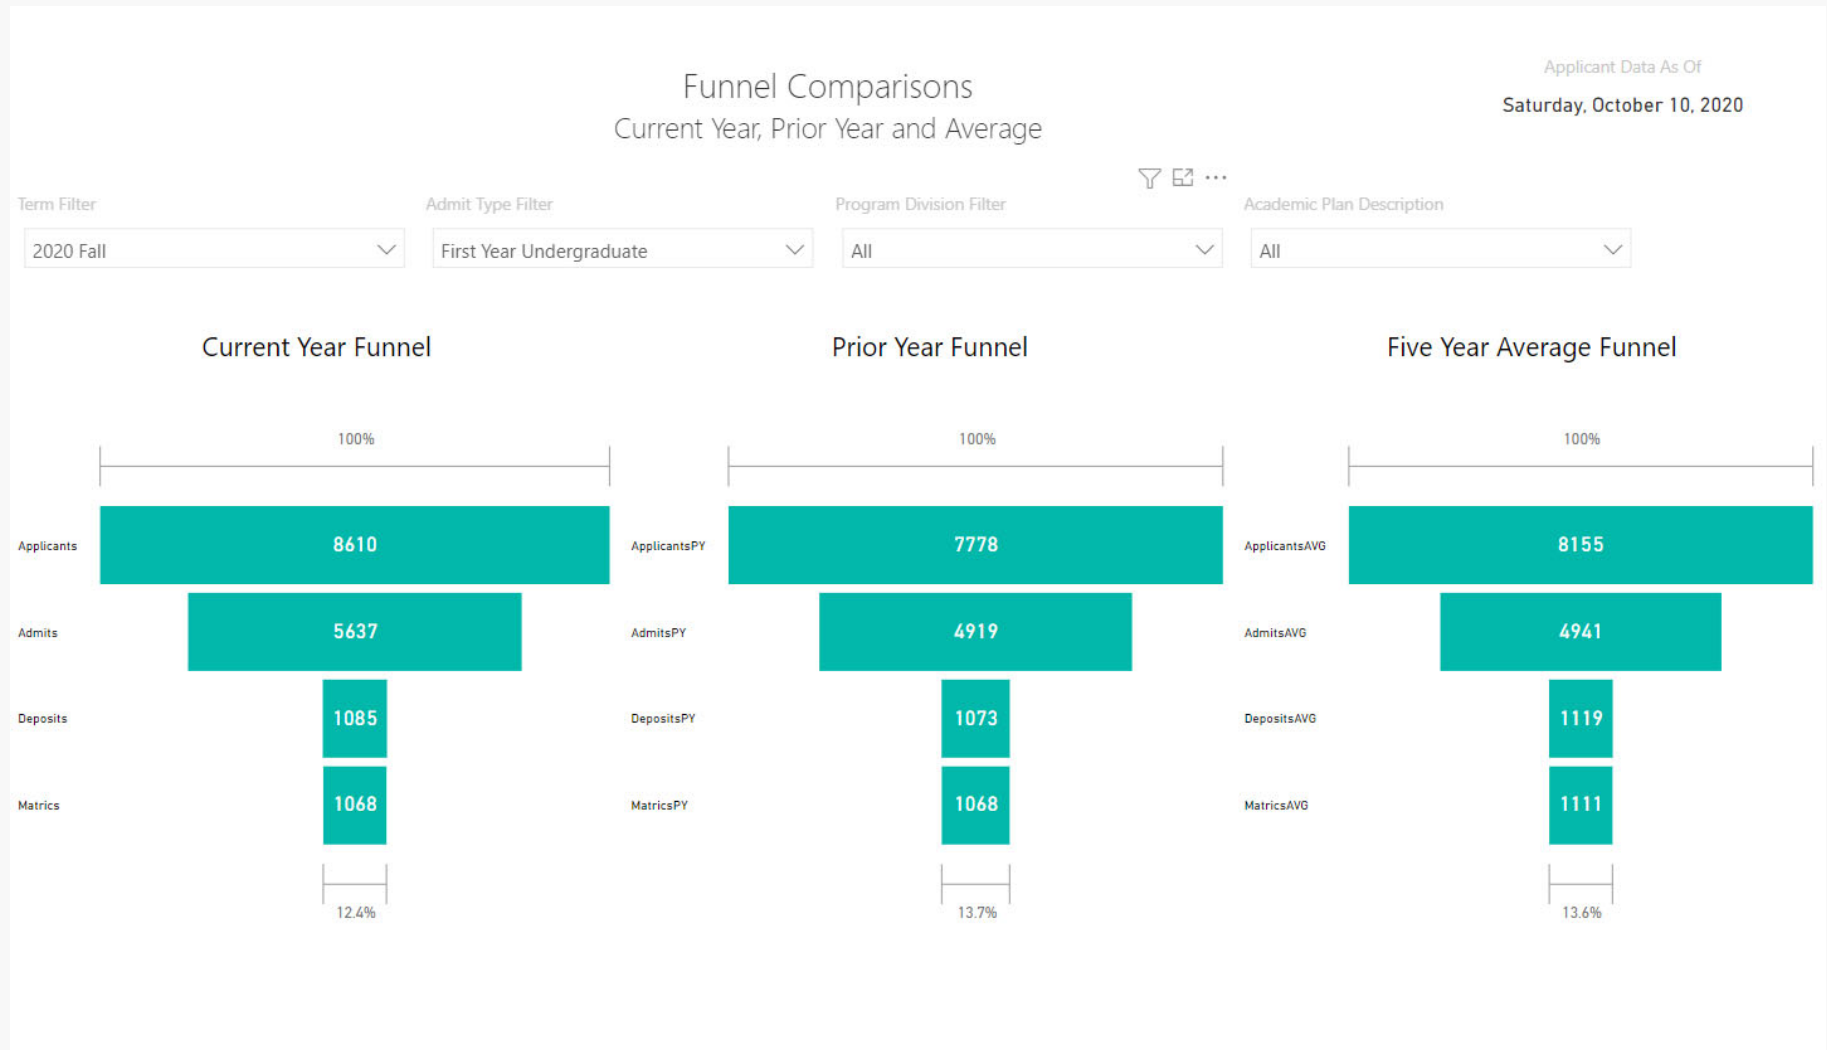 Funnel Comparisons
Current Year, Prior Year and Average
Applicant Data As Of
Saturday, October 10, 2020
Term Filter
2020 Fall
Admit Type Filter
First Year Undergraduate
Program Division Filter
All
Academic Plan Description
All
Current Year Funnel
100%
Applicants
8610
Admits
5637
Deposits
1085
Matrics
1068
12.4%
Prior Year Funnel
100%
ApplicantsPY
7778
AdmitsPY
4919
DepositsPY
1073
MatricsPY
1068
13.7%
Five Year Average Funnel
100%
ApplicantsAVG
8155
AdmitsAVG
4941
DepositsAVG
1119
MatricsAVG
1111
13.6%